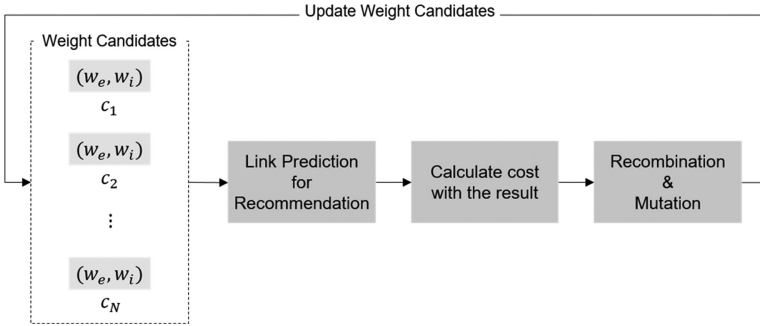 Update Weight Candidates
Weight Candidates
(w_e, w_i)
c_1
(w_e, w_i)
c_2
⋮
(w_e, w_i)
c_N
Link Prediction
for
Recommendation
Calculate cost
with the result
Recombination
&
Mutation